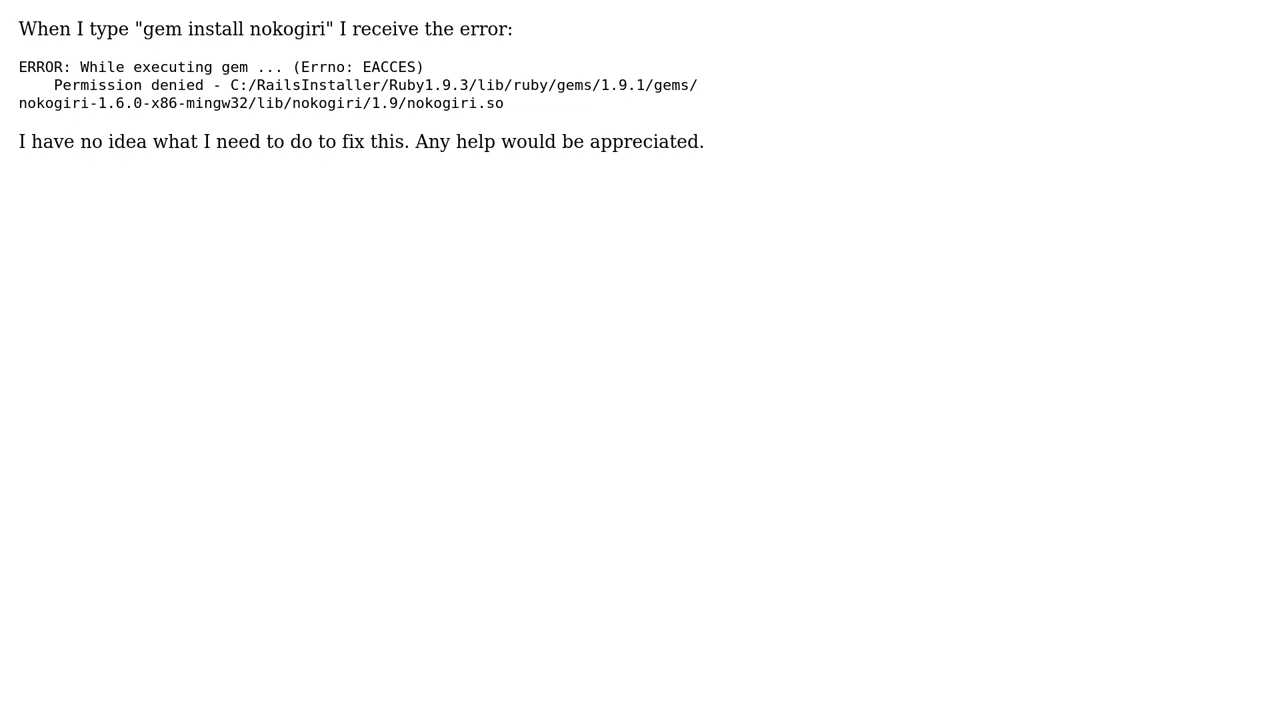 When I type "gem install nokogiri" I receive the error:
ERROR: While executing gem ... (Errno: EACCES)
    Permission denied - C:/RailsInstaller/Ruby1.9.3/lib/ruby/gems/1.9.1/gems/
nokogiri-1.6.0-x86-mingw32/lib/nokogiri/1.9/nokogiri.so
I have no idea what I need to do to fix this. Any help would be appreciated.